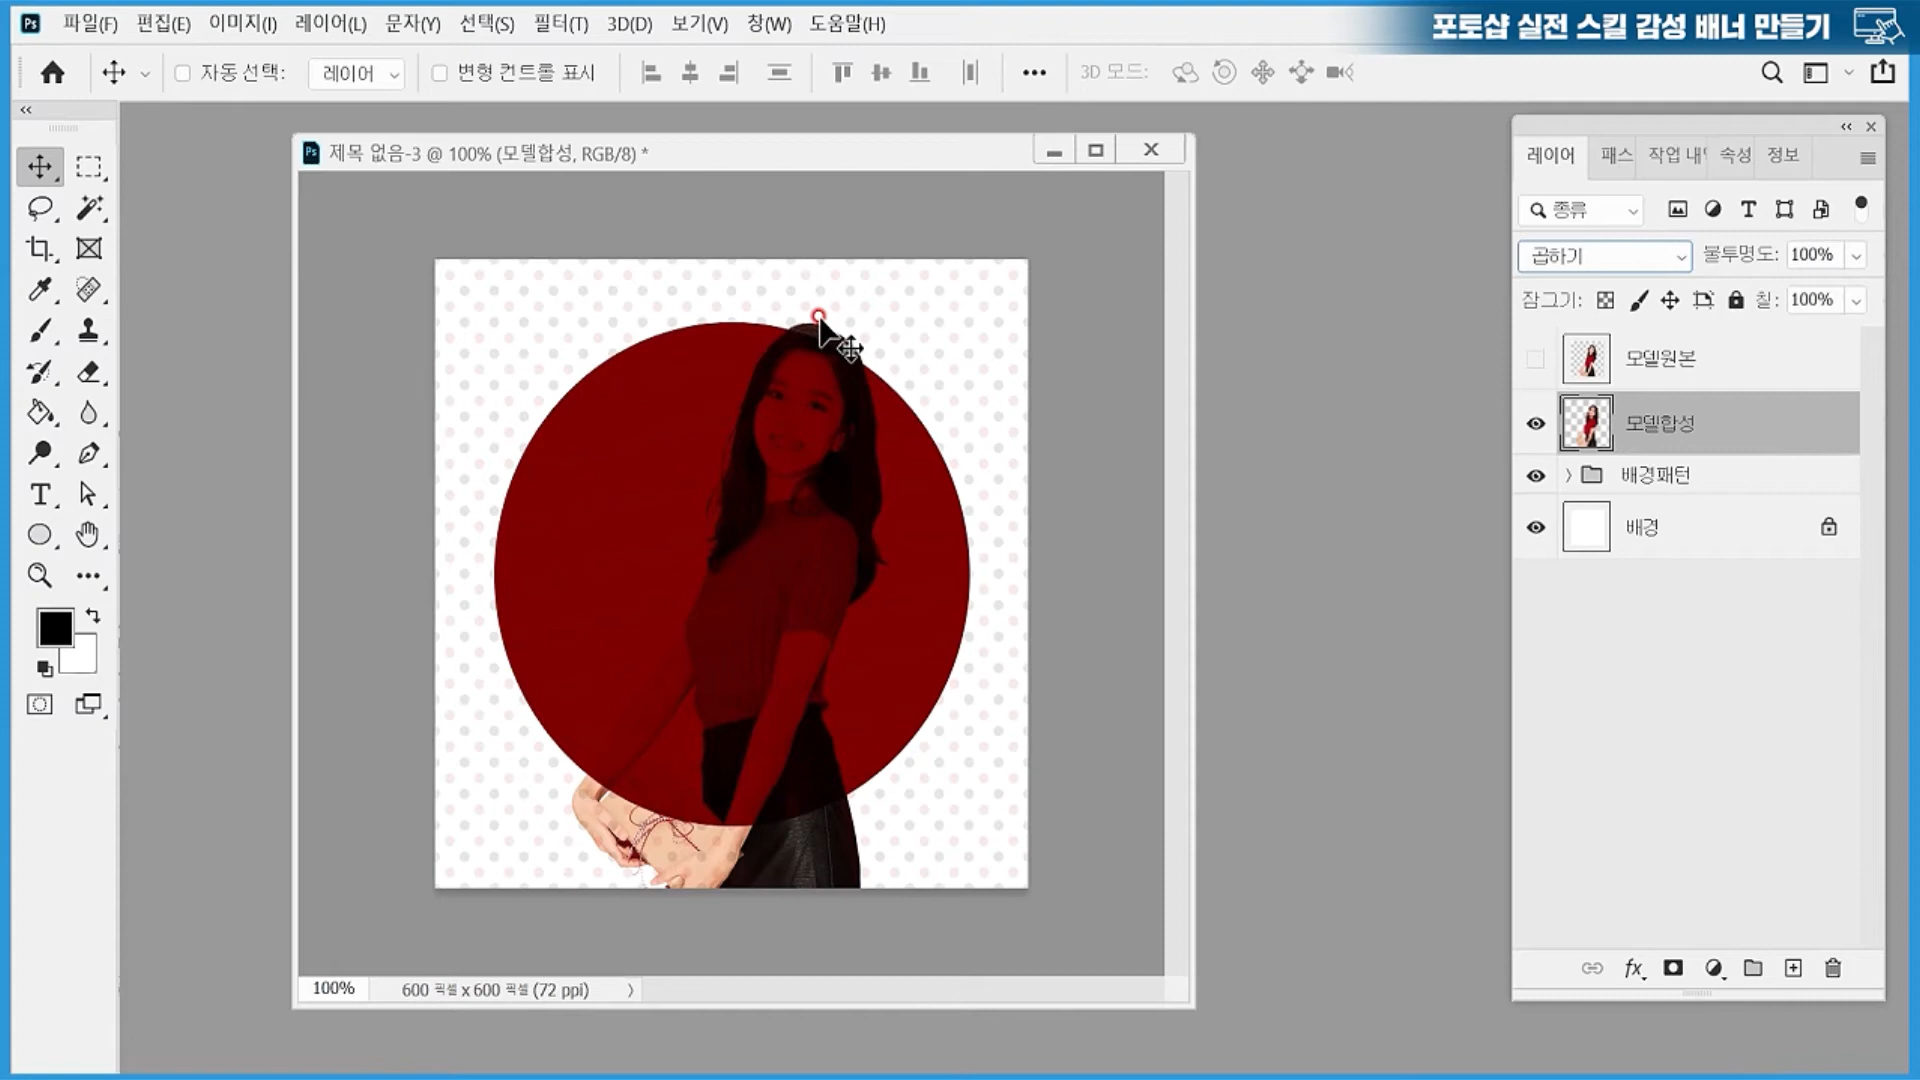 Ps 파일(F) 편집(E) 이미지(I) 레이어(L) 문자(Y) 선택(S) 필터(T) 3D(D) 보기(V) 창(W) 도움말(H)
포토샵 실전 스킬 감성 배너 만들기
자동 선택: 레이어 변형 컨트롤 표시 3D 모드:
Ps 제목 없음-3 @ 100% (모델합성, RGB/8) *
레이어 패스 작업 내 속성 정보
종류
곱하기 불투명도: 100%
잠그기: 칠: 100%
모델원본
모델합성
배경패턴
배경
fx
100% 600 픽셀 x 600 픽셀 (72 ppi)